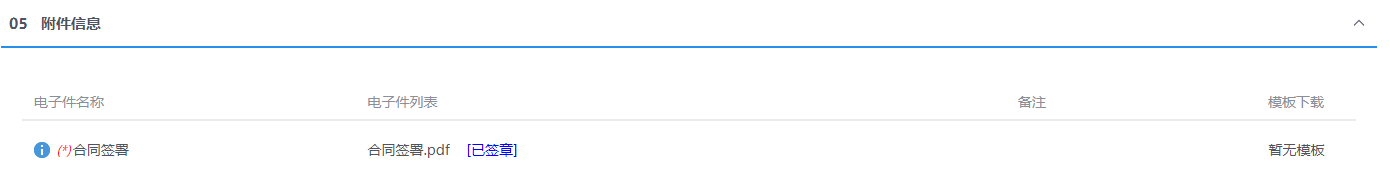 05 附件信息
电子件名称 电子件列表 备注 模板下载
(*)合同签署 合同签署.pdf [已签章] 暂无模板